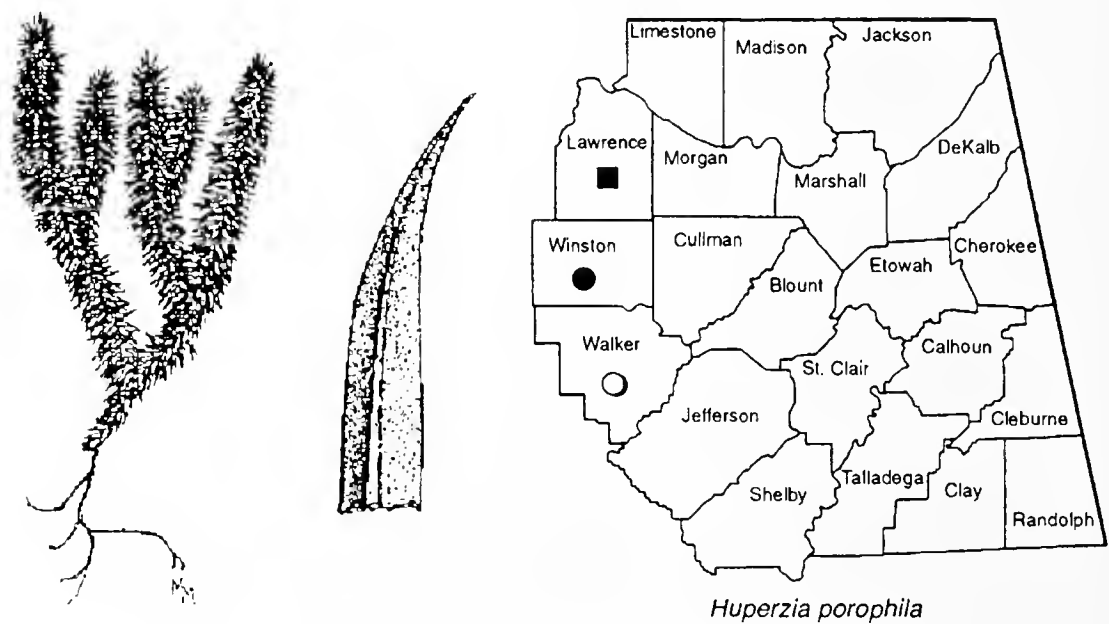 Limestone
Madison
Jackson
Lawrence
Morgan
Marshall
DeKalb
Winston
Cullman
Blount
Etowah
Cherokee
Walker
St. Clair
Calhoun
Jefferson
Cleburne
Shelby
Talladega
Clay
Randolph
Huperzia porophila